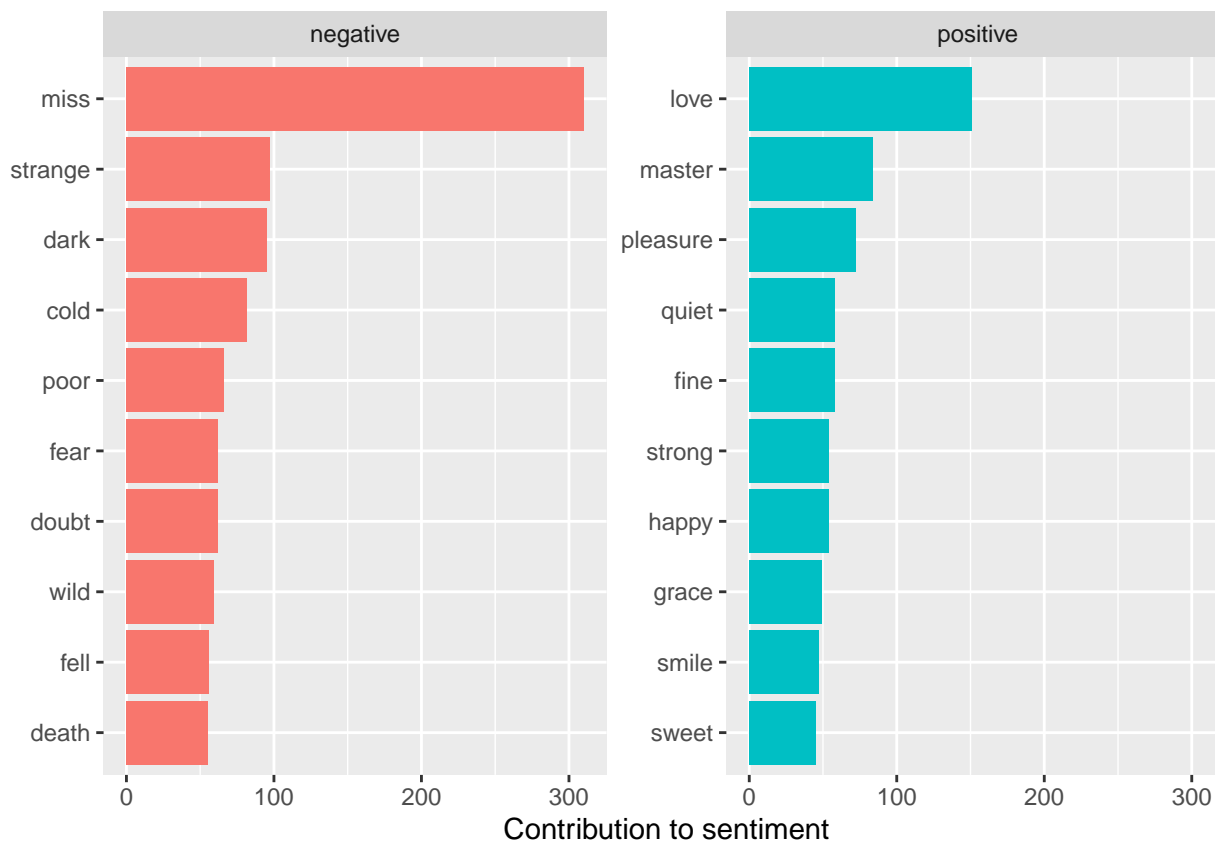 negative
miss
strange
dark
cold
poor
fear
doubt
wild
fell
death
0 100 200 300
positive
love
master
pleasure
quiet
fine
strong
happy
grace
smile
sweet
0 100 200 300
Contribution to sentiment